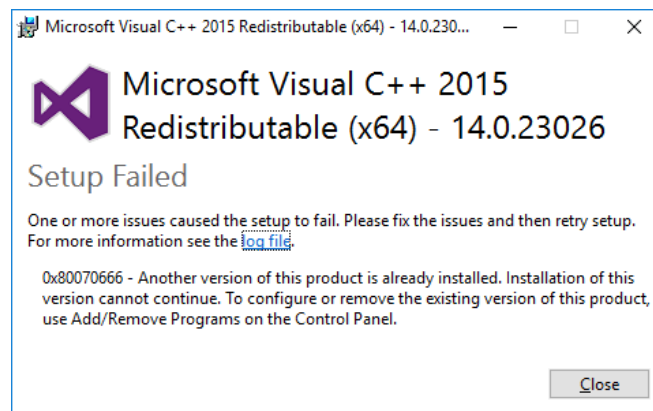 Microsoft Visual C++ 2015 Redistributable (x64) - 14.0.230...
Microsoft Visual C++ 2015
Redistributable (x64) - 14.0.23026
Setup Failed
One or more issues caused the setup to fail. Please fix the issues and then retry setup.
For more information see the log file.
0x80070666 - Another version of this product is already installed. Installation of this
version cannot continue. To configure or remove the existing version of this product,
use Add/Remove Programs on the Control Panel.
Close